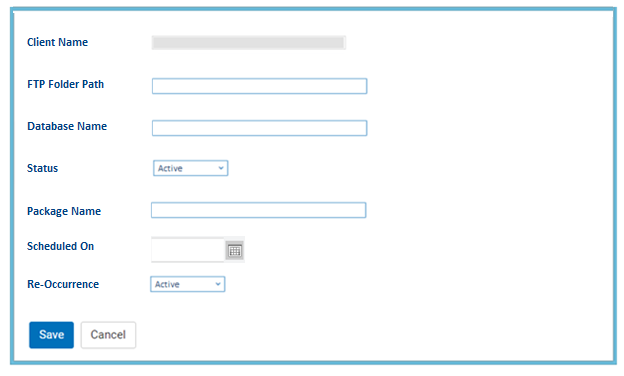 Client Name
FTP Folder Path
Database Name
Status
Active
Package Name
Scheduled On
Re-Occurrence
Active
Save
Cancel